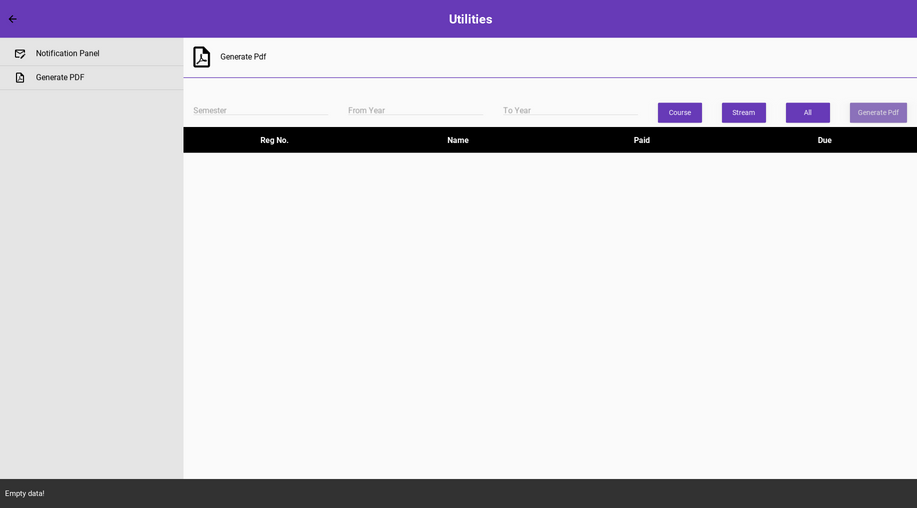 Utilities
Notification Panel
Generate PDF
Generate Pdf
Semester
From Year
To Year
Course
Stream
All
Generate Pdf
Reg No.
Name
Paid
Due
Empty data!